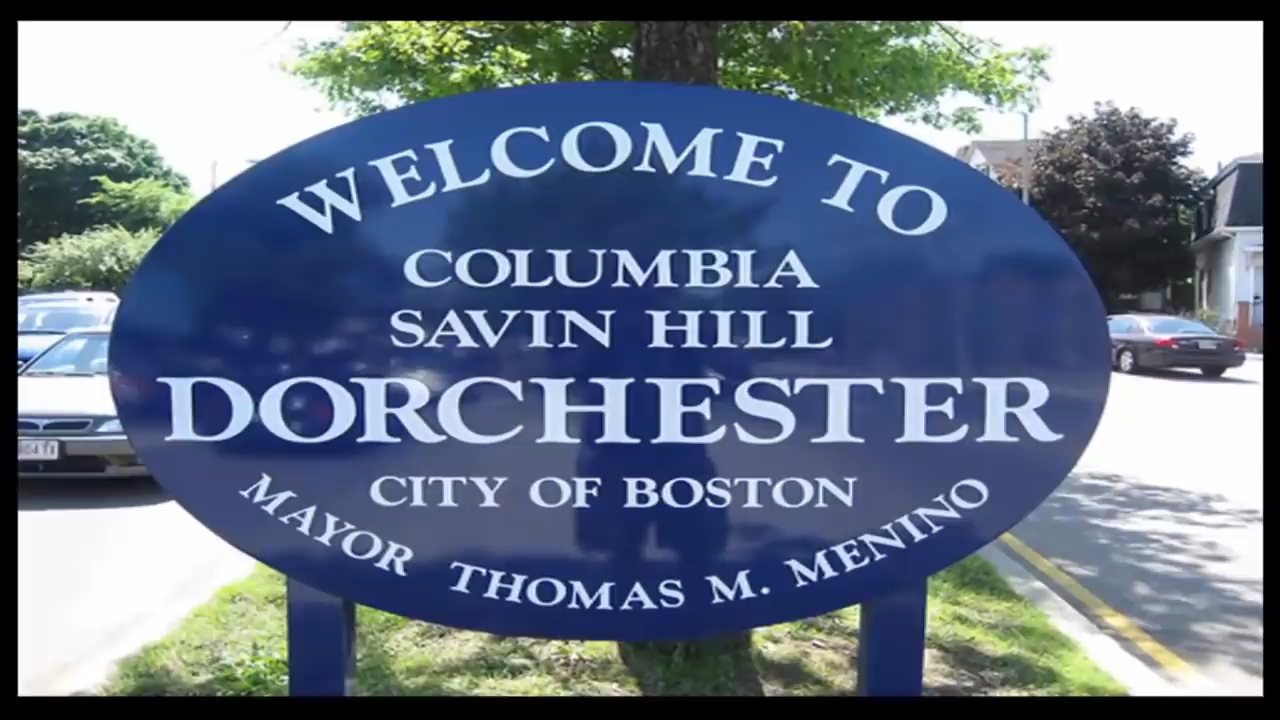 WELCOME TO
COLUMBIA
SAVIN HILL
DORCHESTER
CITY OF BOSTON
MAYOR THOMAS M. MENINO